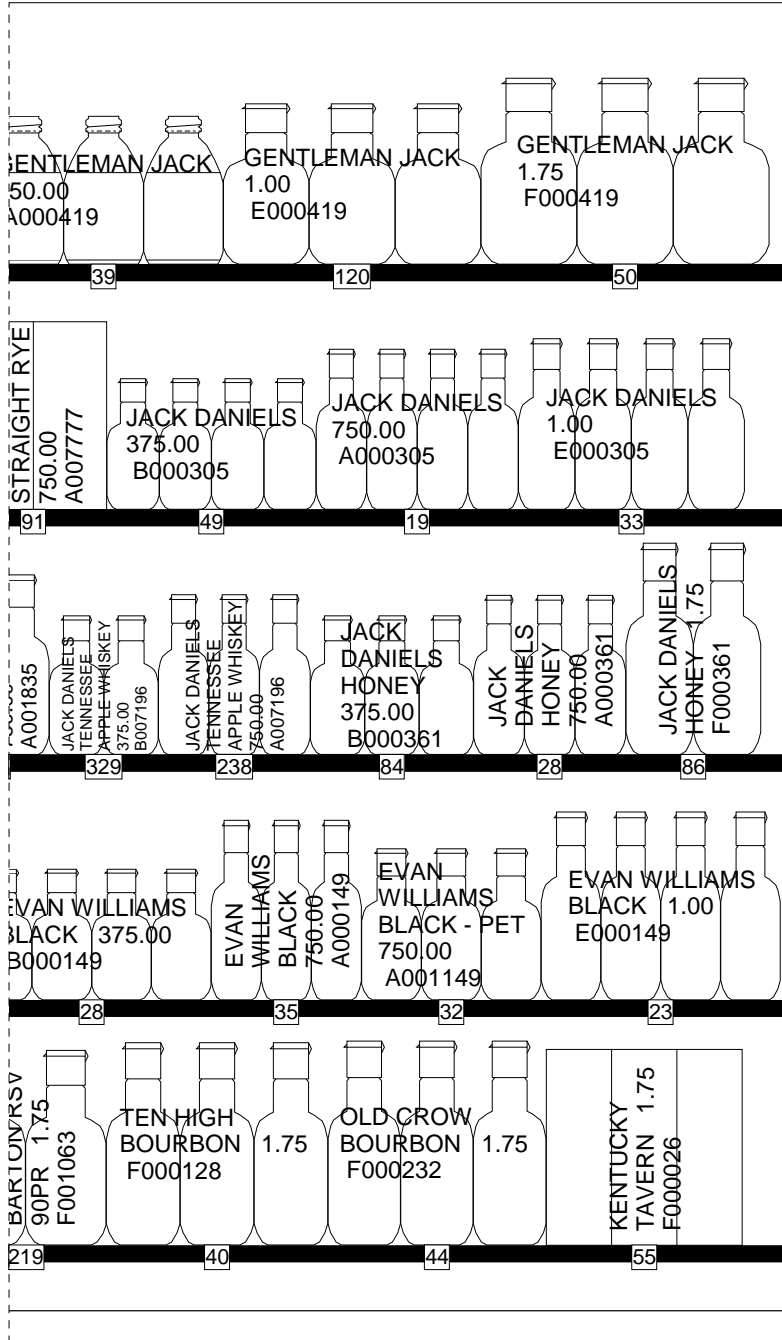 GENTLEMAN JACK
50.00
A000419
GENTLEMAN JACK
1.00
E000419
GENTLEMAN JACK
1.75
F000419
39
120
50
STRAIGHT RYE
750.00
A007777
JACK DANIELS
375.00
B000305
JACK DANIELS
750.00
A000305
JACK DANIELS
1.00
E000305
91
49
19
33
A001835
JACK DANIELS
TENNESSEE
APPLE WHISKEY
375.00
B007196
JACK DANIELS
TENNESSEE
APPLE WHISKEY
750.00
A007196
JACK
DANIELS
HONEY
375.00
B000361
JACK
DANIELS
HONEY
750.00
A000361
JACK DANIELS
HONEY 1.75
F000361
329
238
84
28
86
EVAN WILLIAMS
BLACK 375.00
B000149
EVAN
WILLIAMS
BLACK
750.00
A000149
EVAN
WILLIAMS
BLACK - PET
750.00
A001149
EVAN WILLIAMS
BLACK 1.00
E000149
28
35
32
23
BARTON RSV
90PR 1.75
F001063
TEN HIGH
BOURBON 1.75
F000128
OLD CROW
BOURBON 1.75
F000232
KENTUCKY
TAVERN 1.75
F000026
219
40
44
55